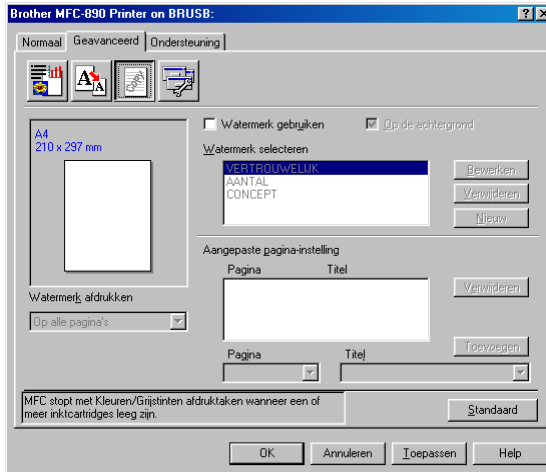 Brother MFC-890 Printer on BRUSB:
Normaal Geavanceerd Ondersteuning
A4
210 x 297 mm
Watermerk afdrukken
Op alle pagina's
Watermerk gebruiken
Op de achtergrond
Watermerk selecteren
VERTROUWELIJK
AANTAL
CONCEPT
Bewerken
Verwijderen
Nieuw
Aangepaste pagina-instelling
Pagina Titel
Verwijderen
Toevoegen
Pagina Titel
MFC stopt met Kleuren/Grijstinten afdruktaken wanneer een of
meer inktcartridges leeg zijn.
Standaard
OK Annuleren Toepassen Help